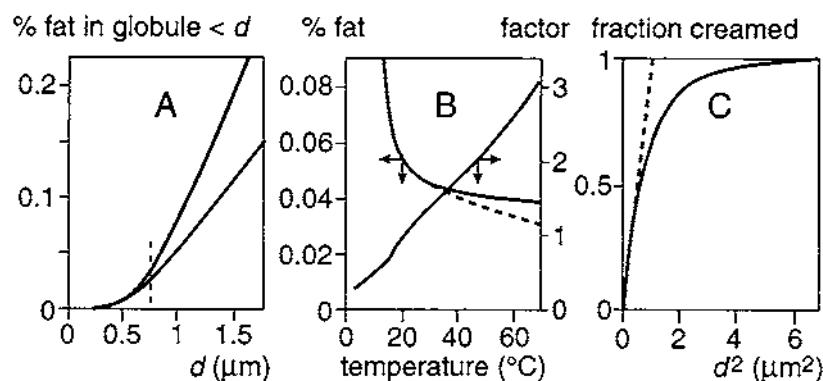 % fat in globule < d
% fat
factor
fraction creamed
0.2
0.1
0
A
0
0.5
1
1.5
d (μm)
0.08
0.06
0.04
0.02
0
B
3
2
1
0
0
20
40
60
temperature (°C)
1
0.5
0
C
0
2
4
6
d² (μm²)